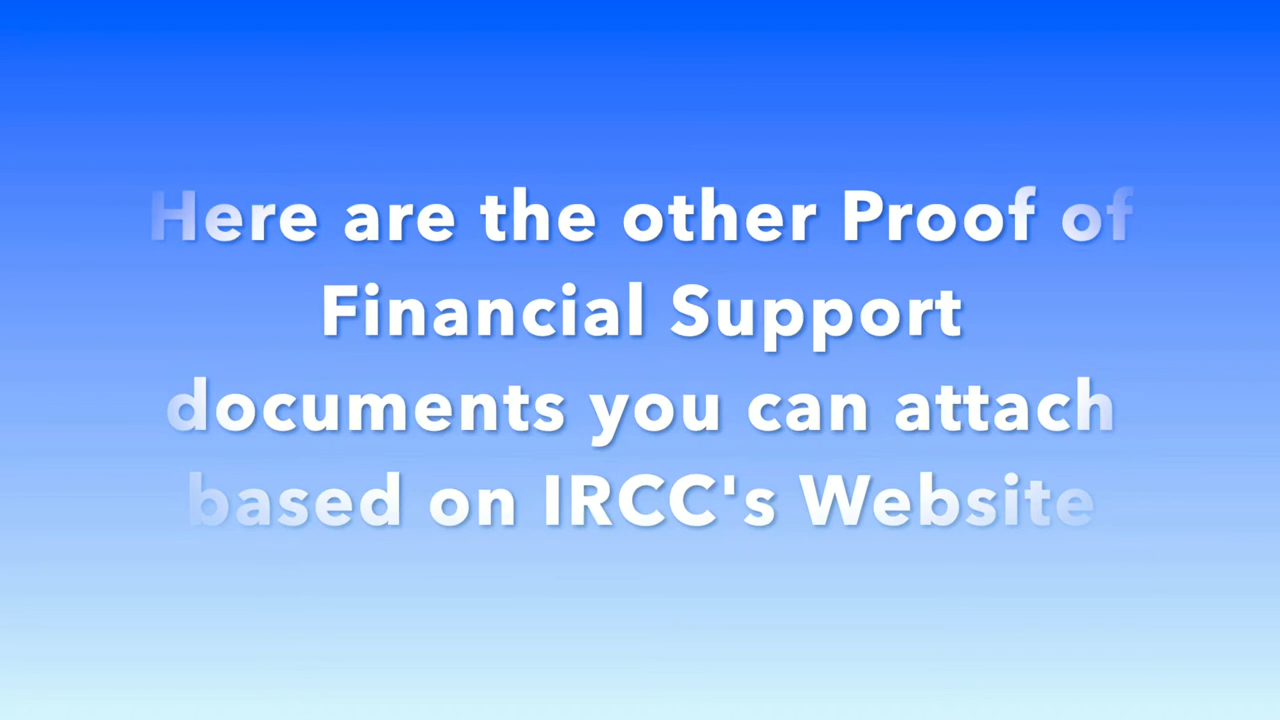 Here are the other Proof of
Financial Support
documents you can attach
based on IRCC's Website